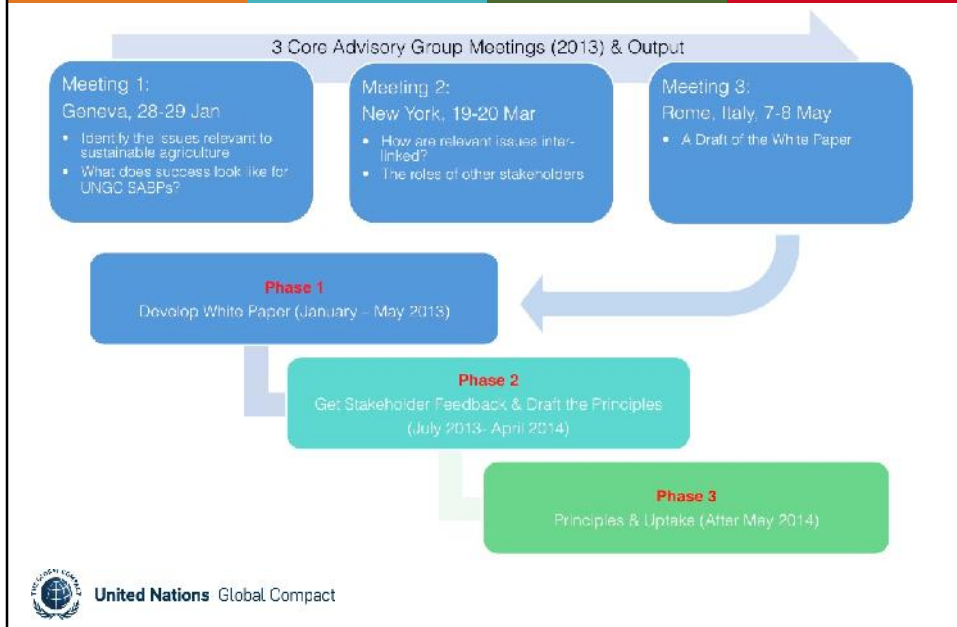 3 Core Advisory Group Meetings (2013) & Output
Meeting 1:
Geneva, 28-29 Jan
▪ Identify the issues relevant to
sustainable agriculture
▪ What does success look like for
UNGC SABPs?
Meeting 2:
New York, 19-20 Mar
▪ How are relevant issues inter-
linked?
▪ The roles of other stakeholders
Meeting 3:
Rome, Italy, 7-8 May
▪ A Draft of the White Paper
Phase 1
Develop White Paper (January – May 2013)
Phase 2
Get Stakeholder Feedback & Draft the Principles
(July 2013- April 2014)
Phase 3
Principles & Uptake (After May 2014)
THE GLOBAL COMPACT
United Nations Global Compact